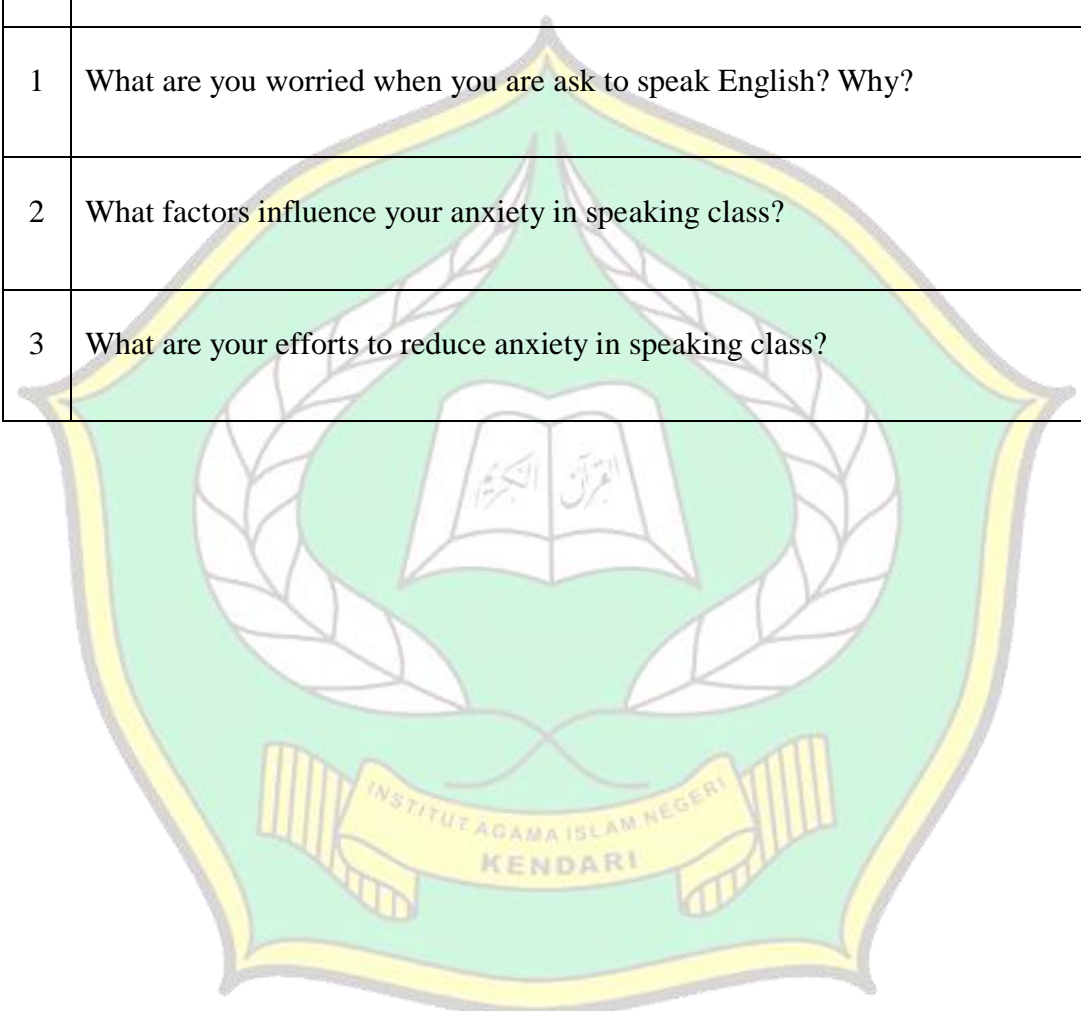 1 What are you worried when you are ask to speak English? Why?
2 What factors influence your anxiety in speaking class?
3 What are your efforts to reduce anxiety in speaking class?
القرآن الكريم
INSTITUT AGAMA ISLAM NEGERI
KENDARI